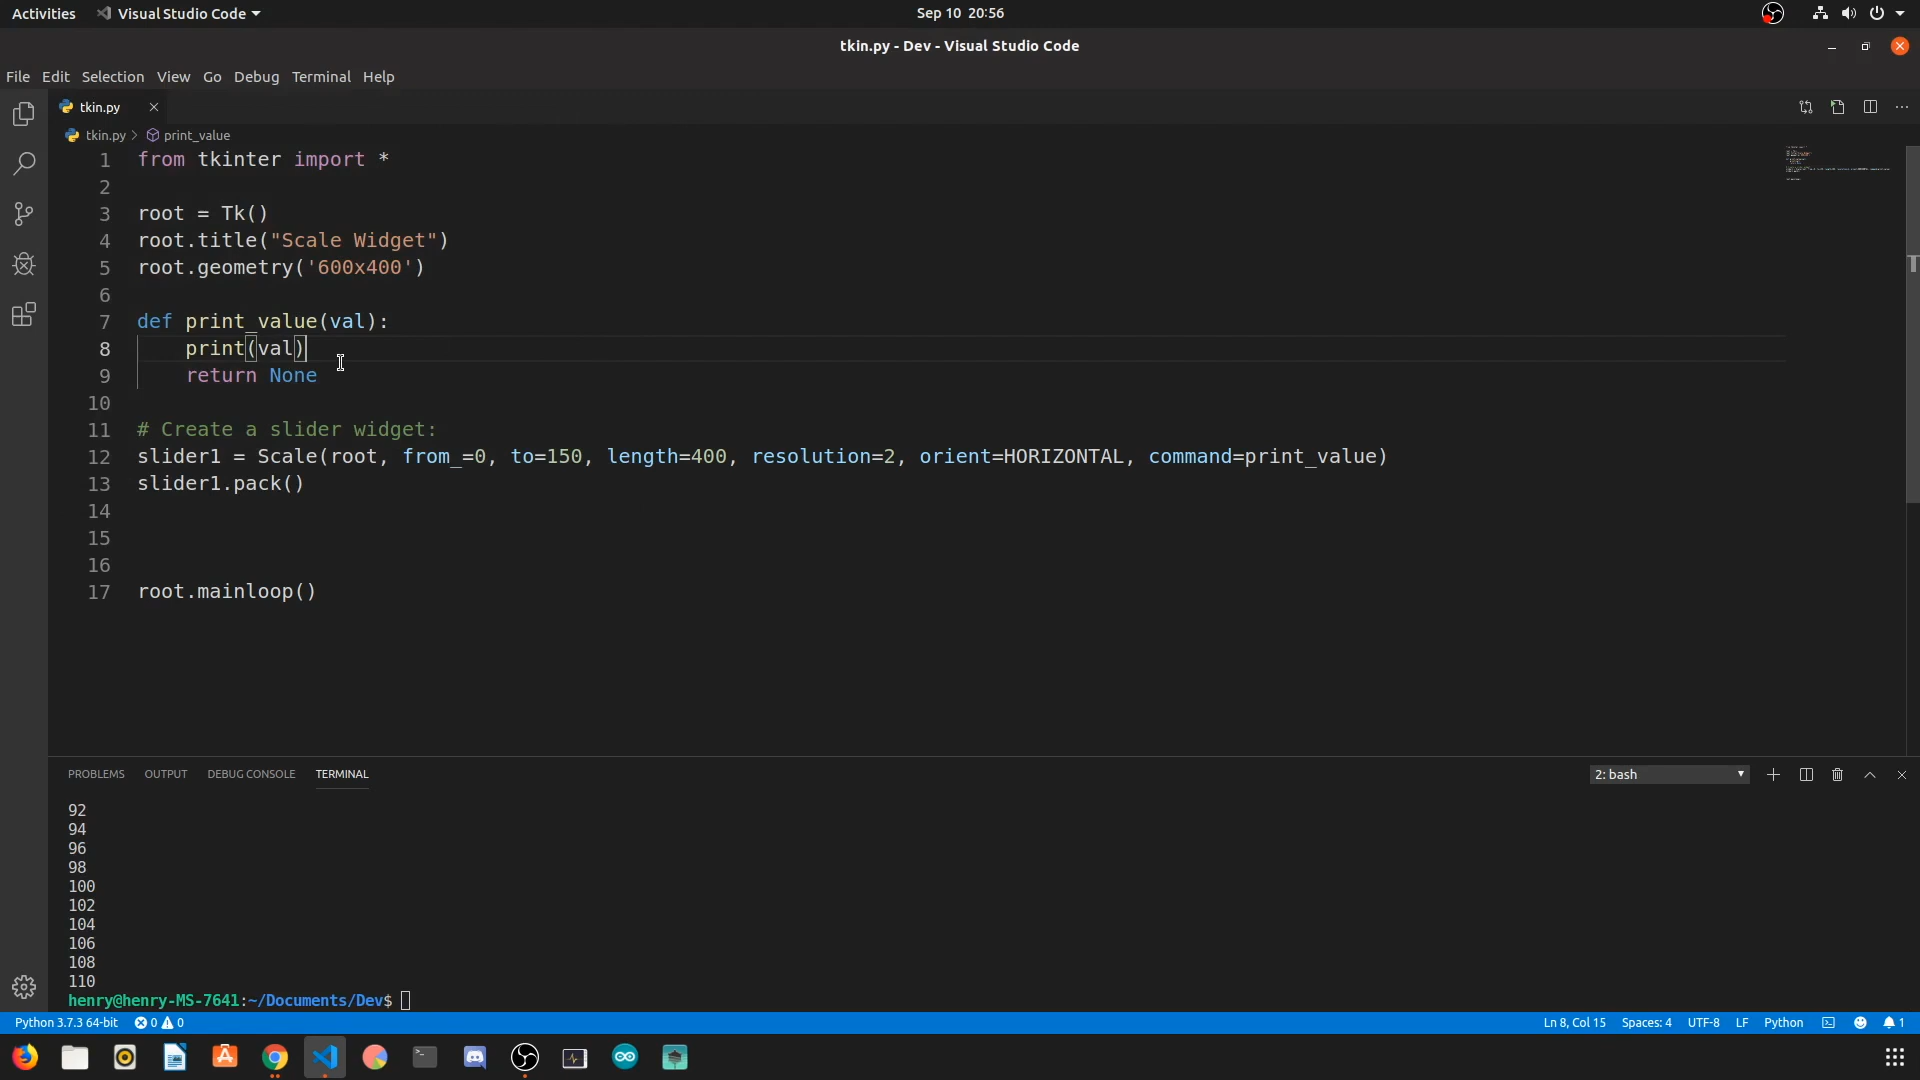 Activities Visual Studio Code Sep 10 20:56
tkin.py - Dev - Visual Studio Code
File Edit Selection View Go Debug Terminal Help
tkin.py
tkin.py > print_value
1 from tkinter import *
2
3 root = Tk()
4 root.title("Scale Widget")
5 root.geometry('600x400')
6
7 def print_value(val):
8 print(val)
9 return None
10
11 # Create a slider widget:
12 slider1 = Scale(root, from_=0, to=150, length=400, resolution=2, orient=HORIZONTAL, command=print_value)
13 slider1.pack()
14
15
16
17 root.mainloop()
PROBLEMS OUTPUT DEBUG CONSOLE TERMINAL 2: bash
92
94
96
98
100
102
104
106
108
110
henry@henry-MS-7641:~/Documents/Dev$
Python 3.7.3 64-bit 0 0 Ln 8, Col 15 Spaces: 4 UTF-8 LF Python 1